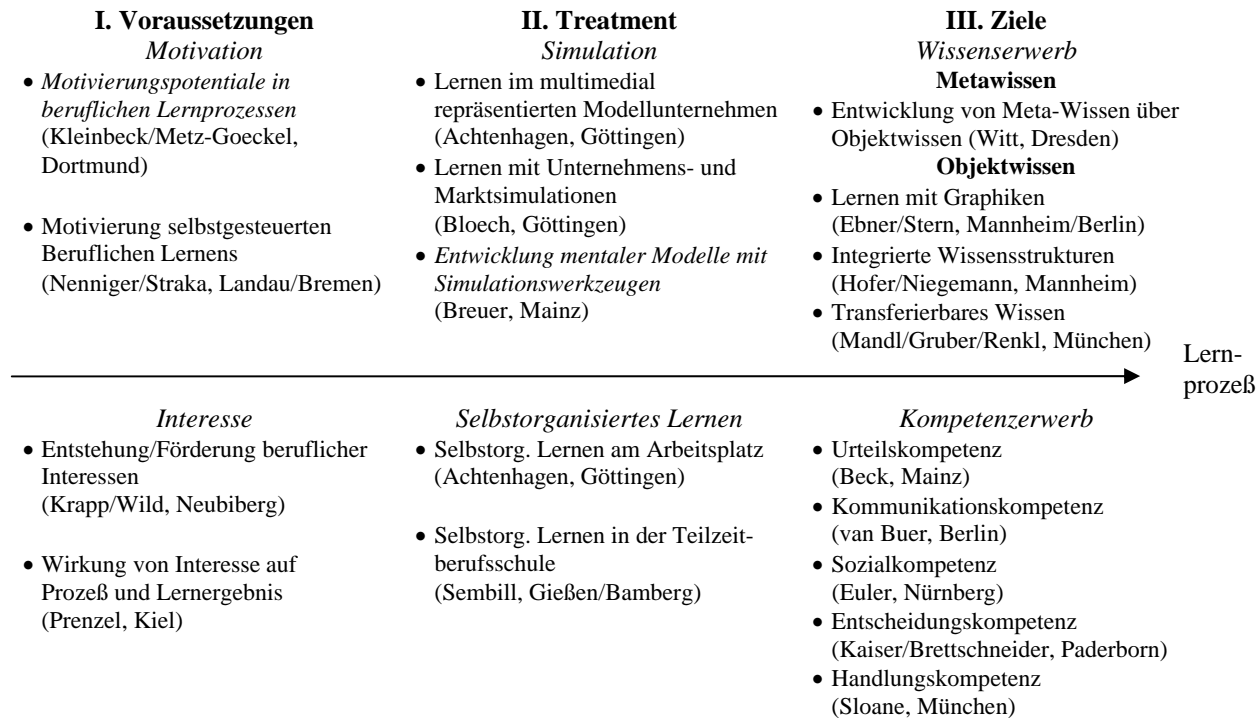 I. Voraussetzungen
Motivation
• Motivierungspotentiale in
beruflichen Lernprozessen
(Kleinbeck/Metz-Goeckel,
Dortmund)
• Motivierung selbstgesteuerten
Beruflichen Lernens
(Nenniger/Straka, Landau/Bremen)
II. Treatment
Simulation
• Lernen im multimedial
repräsentierten Modellunternehmen
(Achtenhagen, Göttingen)
• Lernen mit Unternehmens- und
Marktsimulationen
(Bloech, Göttingen)
• Entwicklung mentaler Modelle mit
Simulationswerkzeugen
(Breuer, Mainz)
III. Ziele
Wissenserwerb
Metawissen
• Entwicklung von Meta-Wissen über
Objektwissen (Witt, Dresden)
Objektwissen
• Lernen mit Graphiken
(Ebner/Stern, Mannheim/Berlin)
• Integrierte Wissensstrukturen
(Hofer/Niegemann, Mannheim)
• Transferierbares Wissen
(Mandl/Gruber/Renkl, München)
Lern-
prozeß
Interesse
• Entstehung/Förderung beruflicher
Interessen
(Krapp/Wild, Neubiberg)
• Wirkung von Interesse auf
Prozeß und Lernergebnis
(Prenzel, Kiel)
Selbstorganisiertes Lernen
• Selbstorg. Lernen am Arbeitsplatz
(Achtenhagen, Göttingen)
• Selbstorg. Lernen in der Teilzeit-
berufsschule
(Sembill, Gießen/Bamberg)
Kompetenzerwerb
• Urteilskompetenz
(Beck, Mainz)
• Kommunikationskompetenz
(van Buer, Berlin)
• Sozialkompetenz
(Euler, Nürnberg)
• Entscheidungskompetenz
(Kaiser/Brettschneider, Paderborn)
• Handlungskompetenz
(Sloane, München)